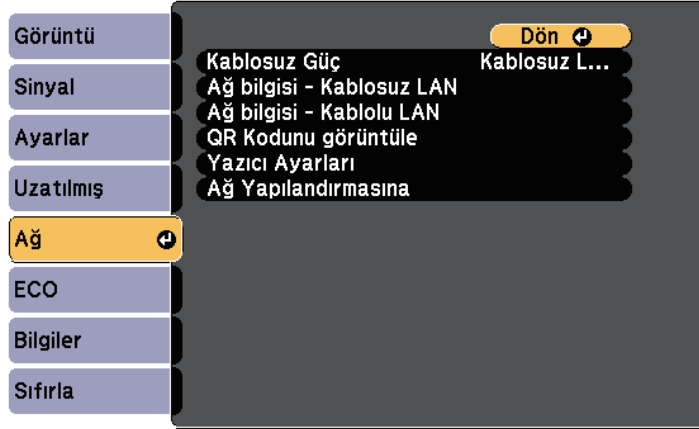 Görüntü
Sinyal
Ayarlar
Uzatılmış
Ağ
ECO
Bilgiler
Sıfırla
Dön
Kablosuz Güç Kablosuz L...
Ağ bilgisi - Kablosuz LAN
Ağ bilgisi - Kablolu LAN
QR Kodunu görüntüle
Yazıcı Ayarları
Ağ Yapılandırmasına